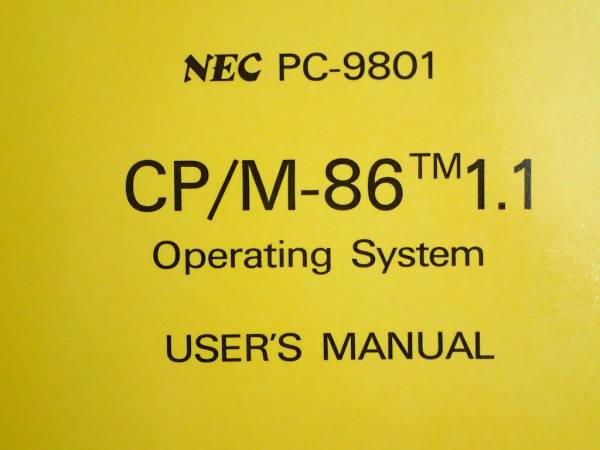 NEC PC-9801
CP/M-86™1.1
Operating System
USER'S MANUAL